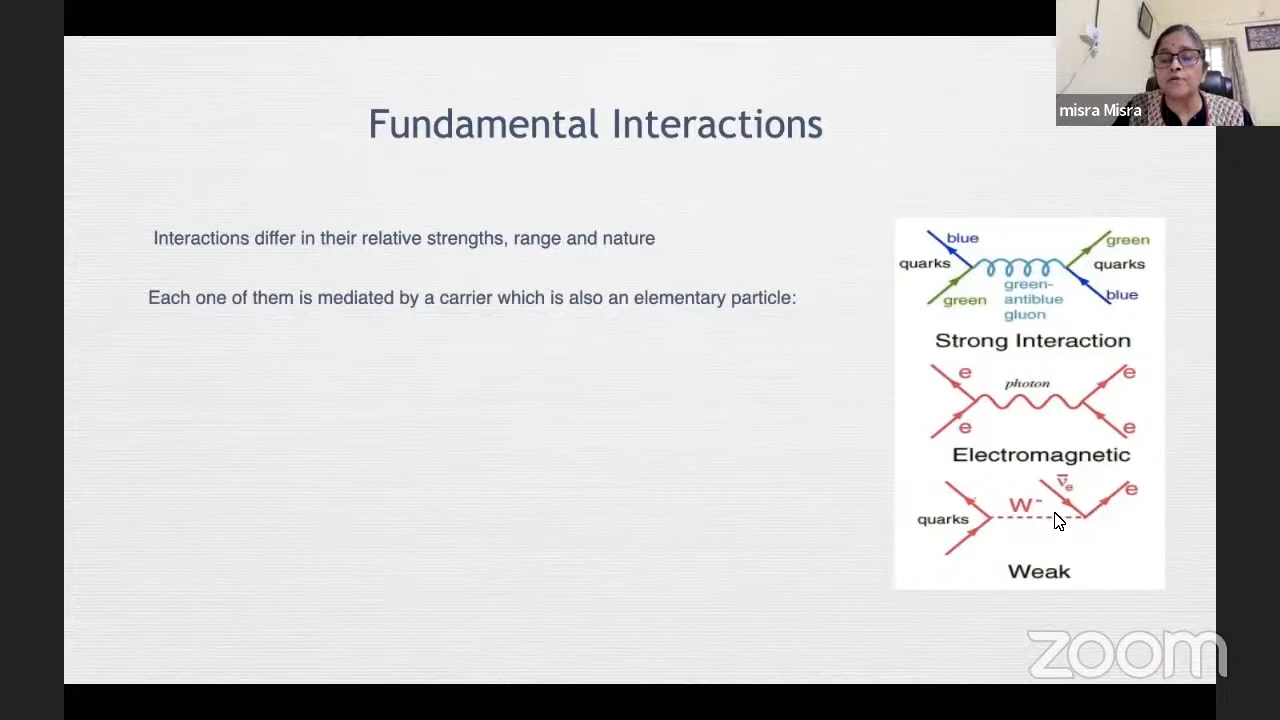 misra Misra
Fundamental Interactions
Interactions differ in their relative strengths, range and nature
Each one of them is mediated by a carrier which is also an elementary particle:
blue
green
quarks
quarks
green-
antiblue
gluon
green
blue
Strong Interaction
e
photon
e
e
e
Electromagnetic
ν̅e
W⁻
e
quarks
Weak
zoom